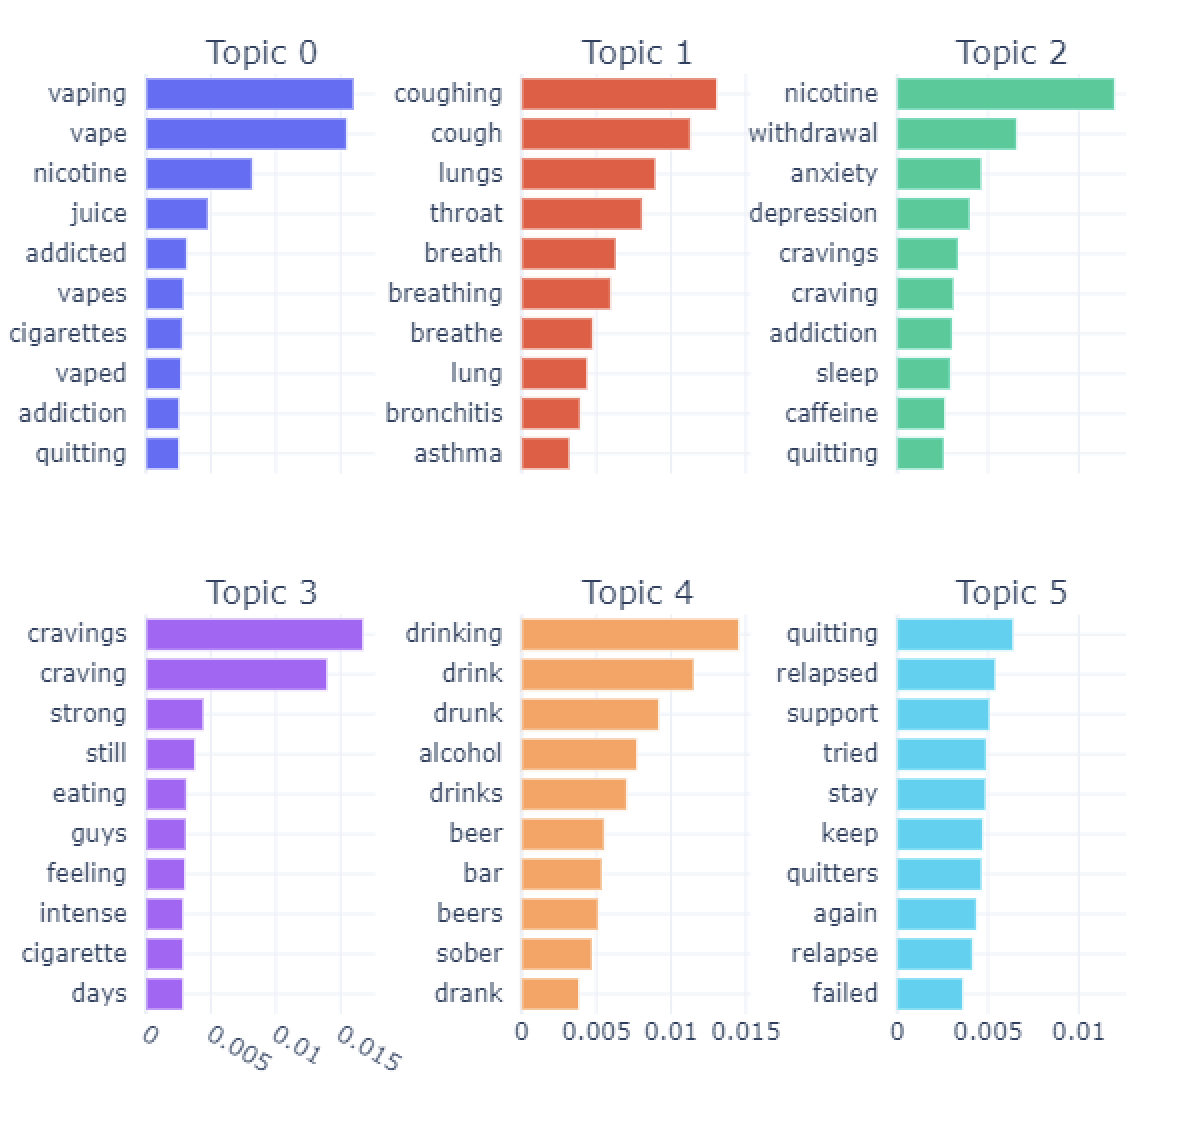 Topic 0
vaping
vape
nicotine
juice
addicted
vapes
cigarettes
vaped
addiction
quitting
Topic 1
coughing
cough
lungs
throat
breath
breathing
breathe
lung
bronchitis
asthma
Topic 2
nicotine
withdrawal
anxiety
depression
cravings
craving
addiction
sleep
caffeine
quitting
Topic 3
cravings
craving
strong
still
eating
guys
feeling
intense
cigarette
days
0 0.005 0.01 0.015
Topic 4
drinking
drink
drunk
alcohol
drinks
beer
bar
beers
sober
drank
0 0.005 0.01 0.015
Topic 5
quitting
relapsed
support
tried
stay
keep
quitters
again
relapse
failed
0 0.005 0.01